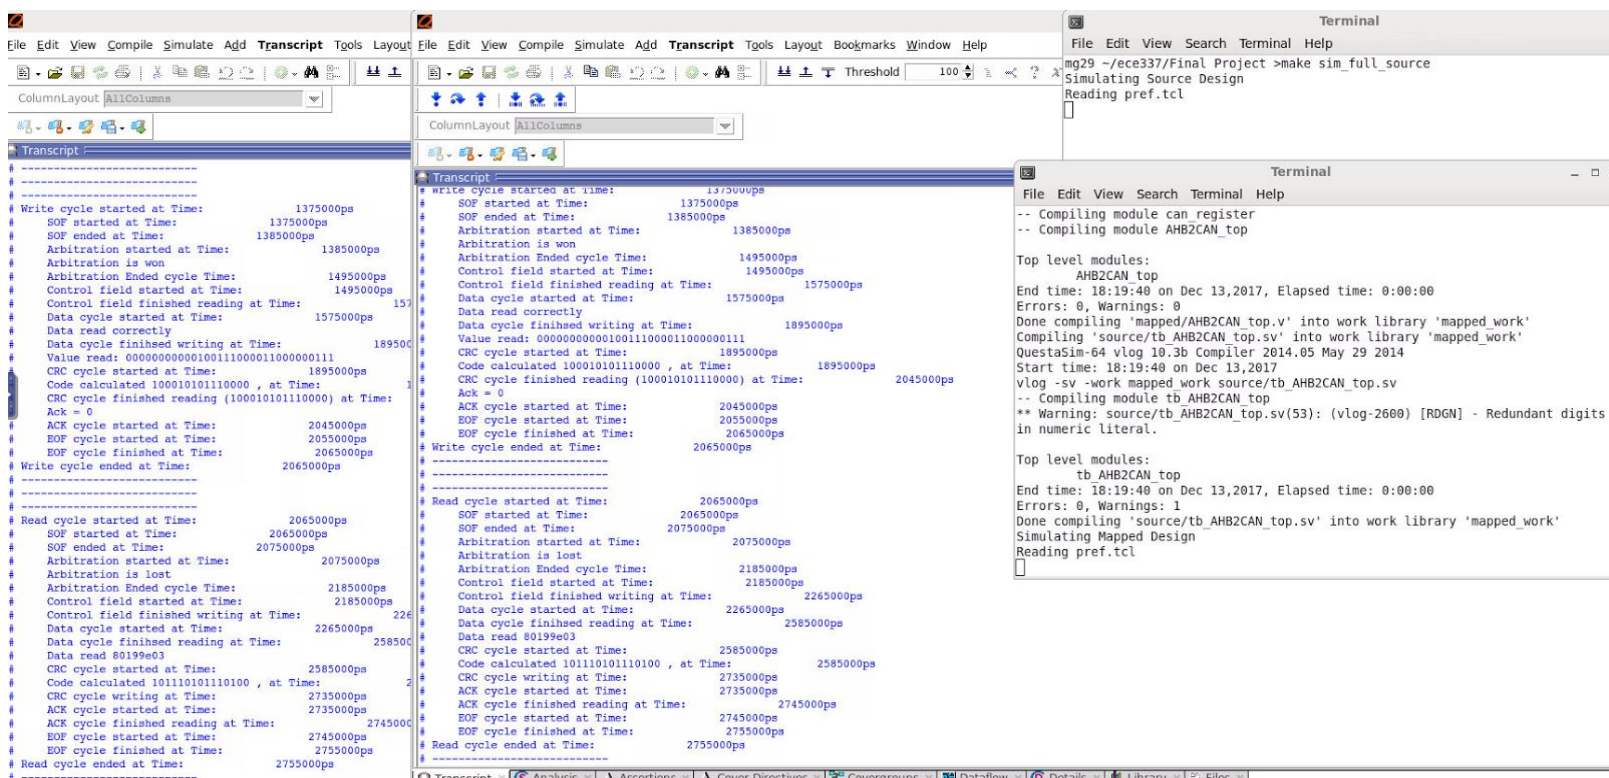 File Edit View Compile Simulate Add Transcript Tools Layout
ColumnLayout AllColumns
Transcript
# ---------------------------
# ---------------------------
# ---------------------------
# Write cycle started at Time: 1375000ps
# SOF started at Time: 1375000ps
# SOF ended at Time: 1385000ps
# Arbitration started at Time: 1385000ps
# Arbitration is won
# Arbitration Ended cycle Time: 1495000ps
# Control field started at Time: 1495000ps
# Control field finished reading at Time: 157
# Data cycle started at Time: 1575000ps
# Data read correctly
# Data cycle finihsed writing at Time: 18950
# Value read: 00000000000100111000011000000111
# CRC cycle started at Time: 1895000ps
# Code calculated 100010101110000 , at Time: 1
# CRC cycle finished reading (100010101110000) at Time:
# Ack = 0
# ACK cycle started at Time: 2045000ps
# EOF cycle started at Time: 2055000ps
# EOF cycle finished at Time: 2065000ps
# Write cycle ended at Time: 2065000ps
# ---------------------------
# ---------------------------
# ---------------------------
# Read cycle started at Time: 2065000ps
# SOF started at Time: 2065000ps
# SOF ended at Time: 2075000ps
# Arbitration started at Time: 2075000ps
# Arbitration is lost
# Arbitration Ended cycle Time: 2185000ps
# Control field started at Time: 2185000ps
# Control field finished writing at Time: 226
# Data cycle started at Time: 2265000ps
# Data cycle finihsed reading at Time: 25850
# Data read 80199e03
# CRC cycle started at Time: 2585000ps
# Code calculated 101110101110100 , at Time: 2
# CRC cycle writing at Time: 2735000ps
# ACK cycle started at Time: 2735000ps
# ACK cycle finished reading at Time: 274500
# EOF cycle started at Time: 2745000ps
# EOF cycle finished at Time: 2755000ps
# Read cycle ended at Time: 2755000ps
# ---------------------------
File Edit View Compile Simulate Add Transcript Tools Layout Bookmarks Window Help
Threshold 100
ColumnLayout AllColumns
Transcript
# Write cycle started at Time: 1375000ps
# SOF started at Time: 1375000ps
# SOF ended at Time: 1385000ps
# Arbitration started at Time: 1385000ps
# Arbitration is won
# Arbitration Ended cycle Time: 1495000ps
# Control field started at Time: 1495000ps
# Control field finished reading at Time: 1575000ps
# Data cycle started at Time: 1575000ps
# Data read correctly
# Data cycle finihsed writing at Time: 1895000ps
# Value read: 00000000000100111000011000000111
# CRC cycle started at Time: 1895000ps
# Code calculated 100010101110000 , at Time: 1895000ps
# CRC cycle finished reading (100010101110000) at Time: 2045000ps
# Ack = 0
# ACK cycle started at Time: 2045000ps
# EOF cycle started at Time: 2055000ps
# EOF cycle finished at Time: 2065000ps
# Write cycle ended at Time: 2065000ps
# ---------------------------
# ---------------------------
# ---------------------------
# Read cycle started at Time: 2065000ps
# SOF started at Time: 2065000ps
# SOF ended at Time: 2075000ps
# Arbitration started at Time: 2075000ps
# Arbitration is lost
# Arbitration Ended cycle Time: 2185000ps
# Control field started at Time: 2185000ps
# Control field finished writing at Time: 2265000ps
# Data cycle started at Time: 2265000ps
# Data cycle finihsed reading at Time: 2585000ps
# Data read 80199e03
# CRC cycle started at Time: 2585000ps
# Code calculated 101110101110100 , at Time: 2585000ps
# CRC cycle writing at Time: 2735000ps
# ACK cycle started at Time: 2735000ps
# ACK cycle finished reading at Time: 2745000ps
# EOF cycle started at Time: 2745000ps
# EOF cycle finished at Time: 2755000ps
# Read cycle ended at Time: 2755000ps
# ---------------------------
Transcript Analysis Assertions Cover Directives Covergroups Dataflow Details Library Files
Terminal
File Edit View Search Terminal Help
mg29 ~/ece337/Final Project >make sim_full_source
Simulating Source Design
Reading pref.tcl
Terminal
File Edit View Search Terminal Help
-- Compiling module can_register
-- Compiling module AHB2CAN_top
Top level modules:
AHB2CAN_top
End time: 18:19:40 on Dec 13,2017, Elapsed time: 0:00:00
Errors: 0, Warnings: 0
Done compiling 'mapped/AHB2CAN_top.v' into work library 'mapped_work'
Compiling 'source/tb_AHB2CAN_top.sv' into work library 'mapped_work'
QuestaSim-64 vlog 10.3b Compiler 2014.05 May 29 2014
Start time: 18:19:40 on Dec 13,2017
vlog -sv -work mapped_work source/tb_AHB2CAN_top.sv
-- Compiling module tb_AHB2CAN_top
** Warning: source/tb_AHB2CAN_top.sv(53): (vlog-2600) [RDGN] - Redundant digits
in numeric literal.
Top level modules:
tb_AHB2CAN_top
End time: 18:19:40 on Dec 13,2017, Elapsed time: 0:00:00
Errors: 0, Warnings: 1
Done compiling 'source/tb_AHB2CAN_top.sv' into work library 'mapped_work'
Simulating Mapped Design
Reading pref.tcl